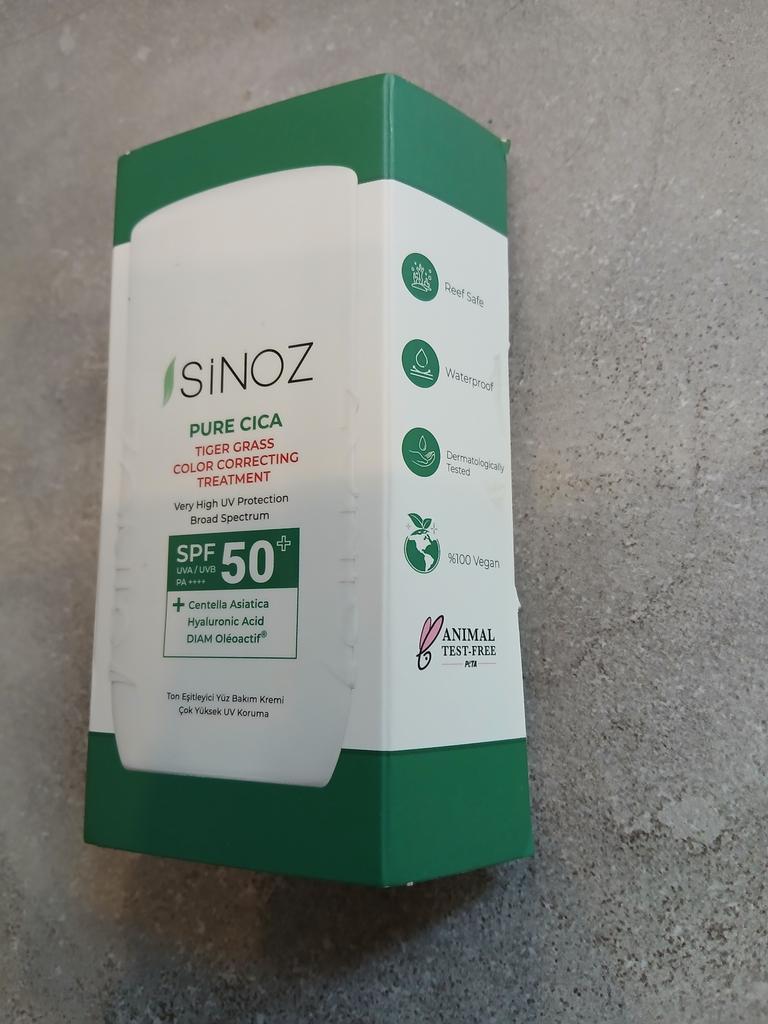 SiNOZ
PURE CICA
TIGER GRASS
COLOR CORRECTING
TREATMENT
Very High UV Protection
Broad Spectrum
SPF 50+
UVA / UVB
PA ++++
+ Centella Asiatica
Hyaluronic Acid
DIAM Oléoactif®
Ton Eşitleyici Yüz Bakım Kremi
Çok Yüksek UV Koruma
Reef Safe
Waterproof
Dermatologically
Tested
%100 Vegan
ANIMAL
TEST-FREE
PETA